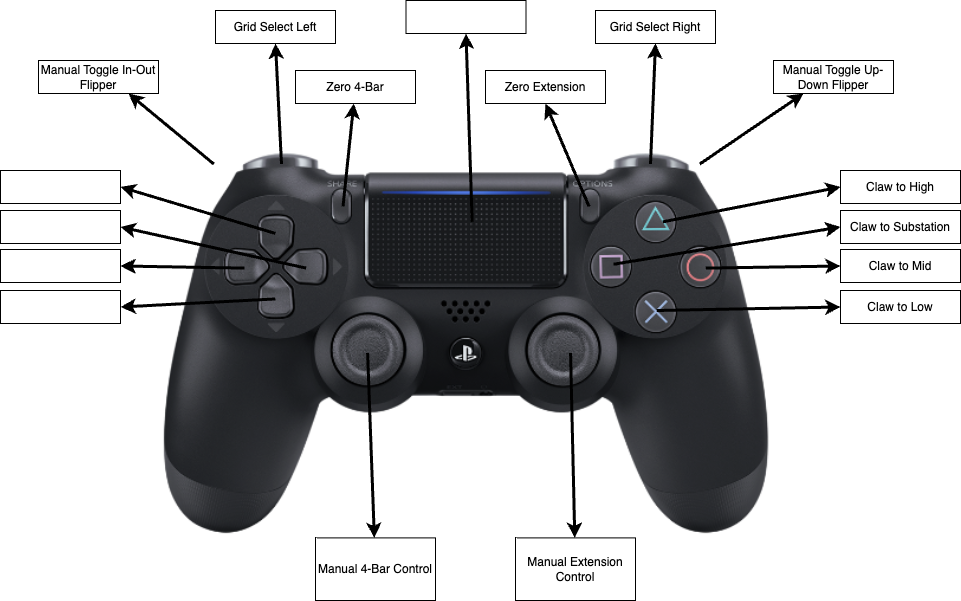 Grid Select Left
Grid Select Right
Manual Toggle In-Out
Flipper
Zero 4-Bar
Zero Extension
Manual Toggle Up-
Down Flipper
SHARE
OPTIONS
Claw to High
Claw to Substation
Claw to Mid
Claw to Low
Manual 4-Bar Control
Manual Extension
Control